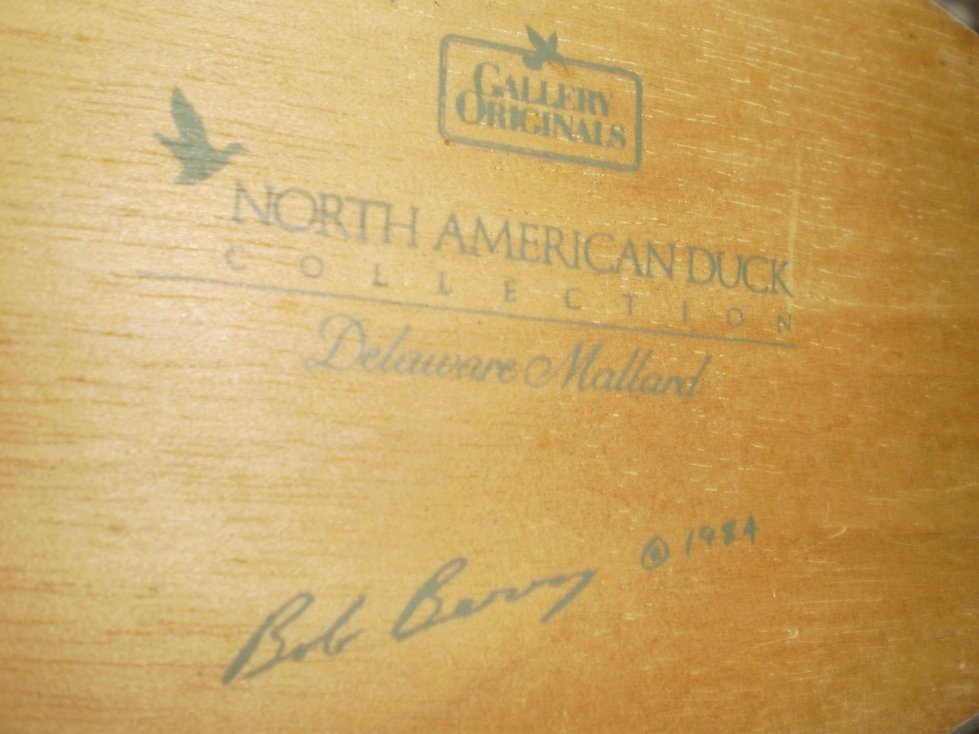 GALLERY
ORIGINALS
NORTH AMERICAN DUCK
COLLECTION
Delaware Mallard
Bob Berry © 1984